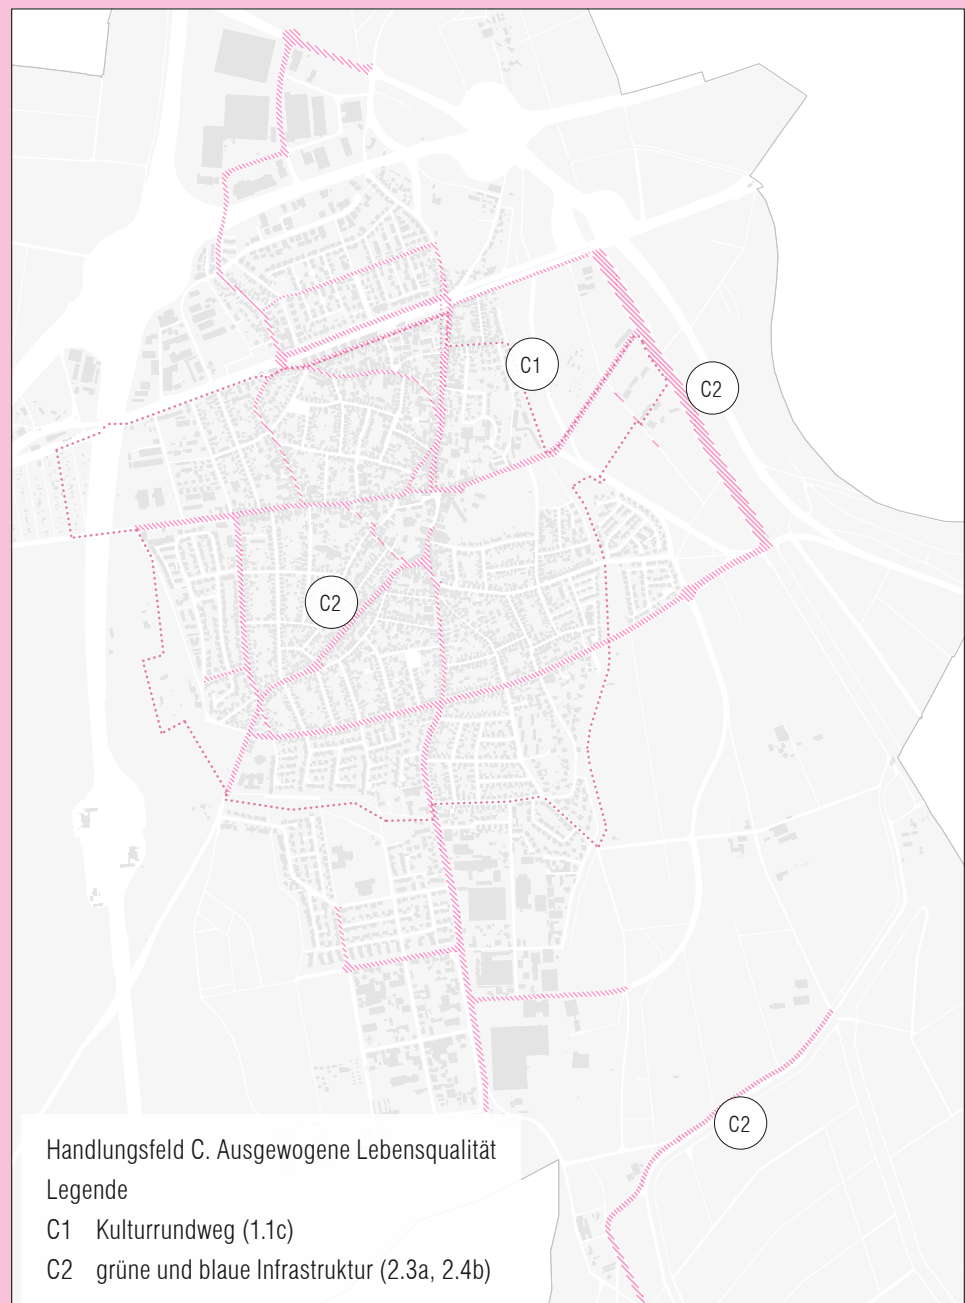 C1
C2
C2
C2
Handlungsfeld C. Ausgewogene Lebensqualität
Legende
C1 Kulturrundweg (1.1c)
C2 grüne und blaue Infrastruktur (2.3a, 2.4b)